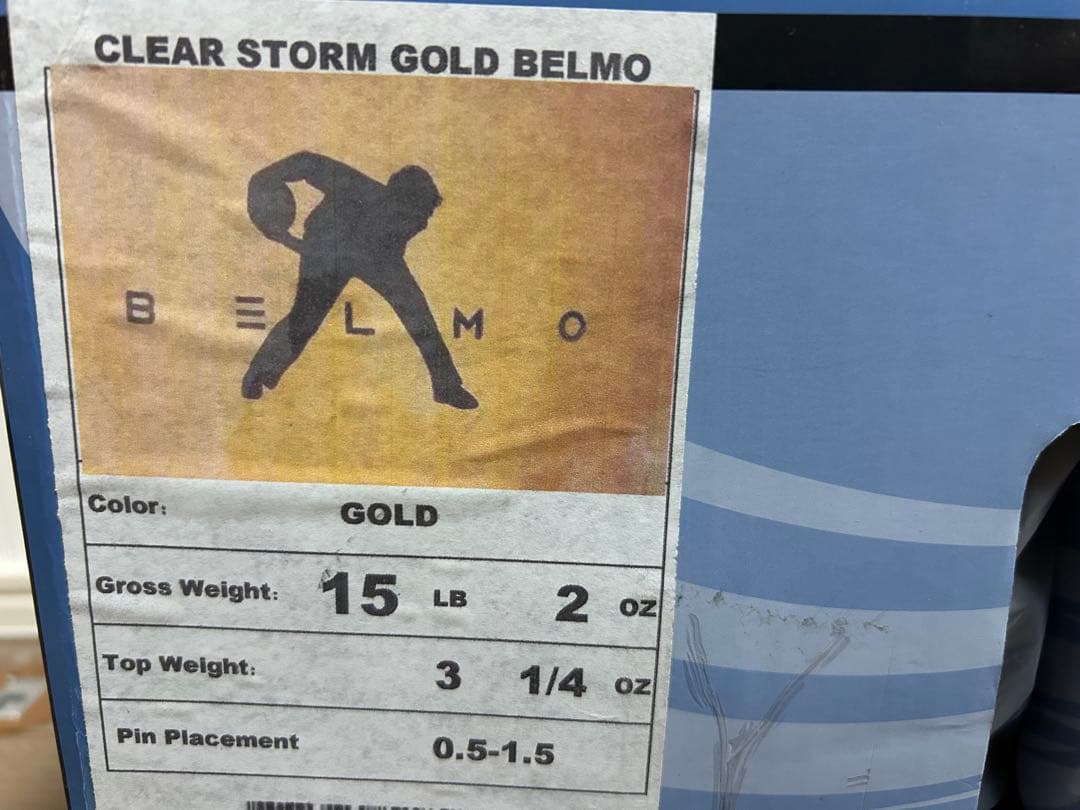 CLEAR STORM GOLD BELMO
B E L M O
Color: GOLD
Gross Weight: 15 LB 2 OZ
Top Weight: 3 1/4 OZ
Pin Placement 0.5-1.5